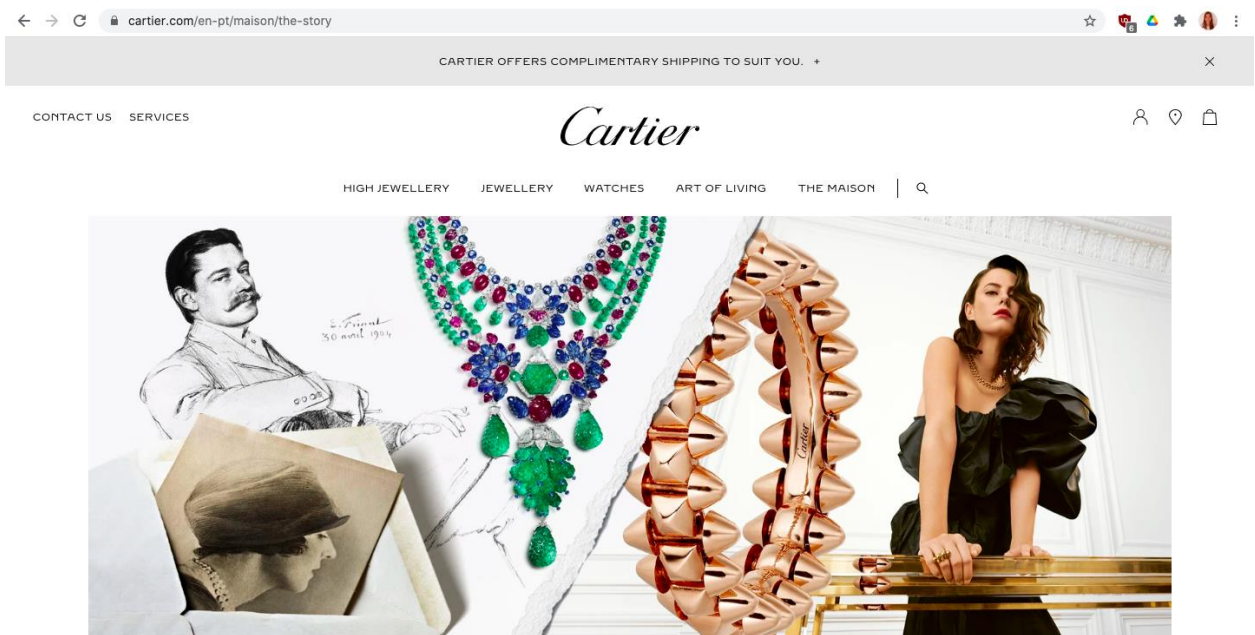 cartier.com/en-pt/maison/the-story
6
CARTIER OFFERS COMPLIMENTARY SHIPPING TO SUIT YOU. +
CONTACT US SERVICES
Cartier
HIGH JEWELLERY JEWELLERY WATCHES ART OF LIVING THE MAISON
30 avril 1904
Cartier